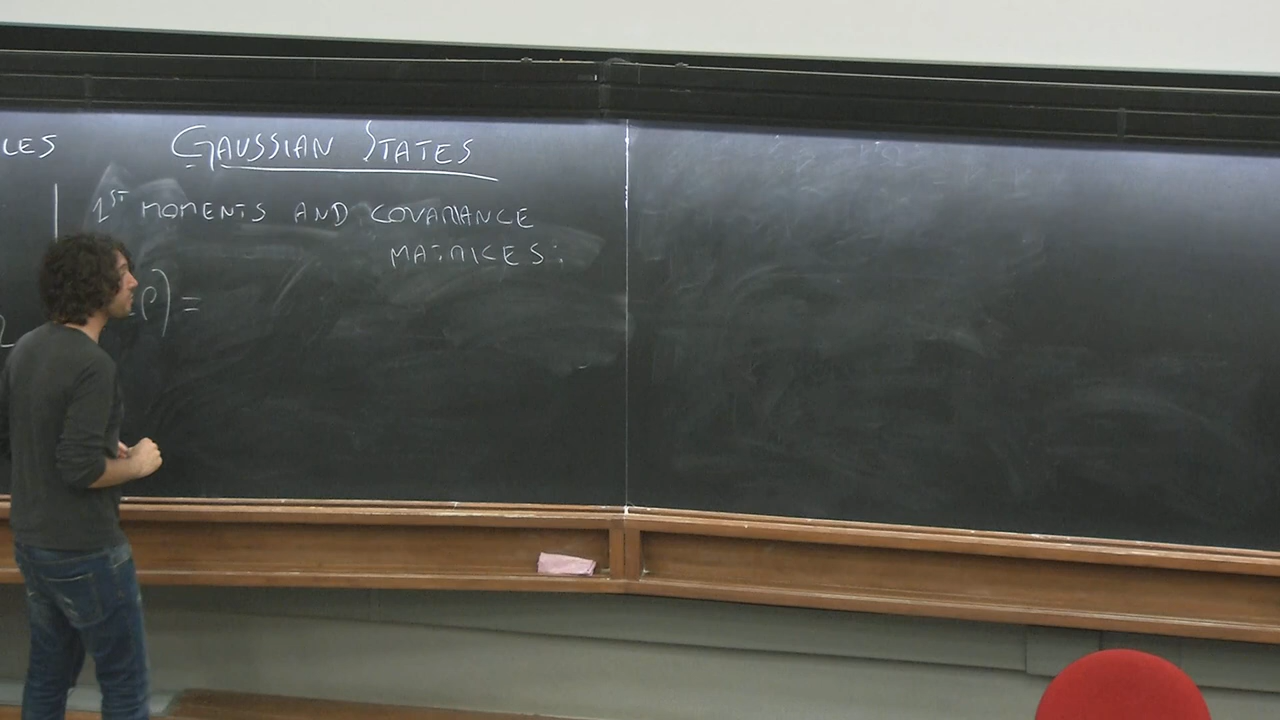 LES
GAUSSIAN STATES
1ST MOMENTS AND COVARIANCE
MATRICES:
ρ) =